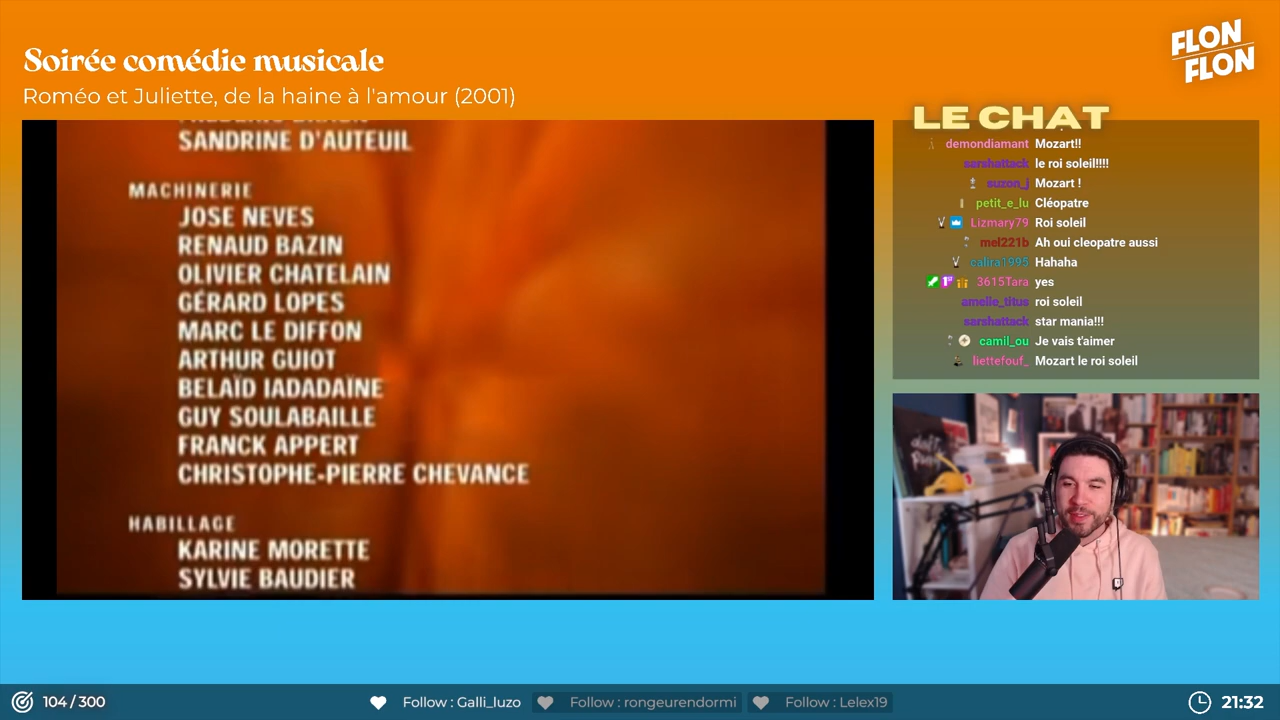 Soirée comédie musicale
Roméo et Juliette, de la haine à l'amour (2001)
FLON
FLON
SANDRINE D'AUTEUIL
MACHINERIE
JOSE NEVES
RENAUD BAZIN
OLIVIER CHATELAIN
GÉRARD LOPES
MARC LE DIFFON
ARTHUR GUIOT
BELAÏD IADADAÏNE
GUY SOULABAILLE
FRANCK APPERT
CHRISTOPHE-PIERRE CHEVANCE
HABILLAGE
KARINE MORETTE
SYLVIE BAUDIER
LE CHAT
demondiamant Mozart!!
sarshattack le roi soleil!!!!
suzon_j Mozart !
petit_e_lu Cléopatre
Lizmary79 Roi soleil
mel221b Ah oui cleopatre aussi
calira1995 Hahaha
3615Tara yes
amelie_titus roi soleil
sarshattack star mania!!!
camil_ou Je vais t'aimer
liettefouf_ Mozart le roi soleil
104 / 300
Follow : Galli_luzo
Follow : rongeurendormi
Follow : Lelex19
21:32